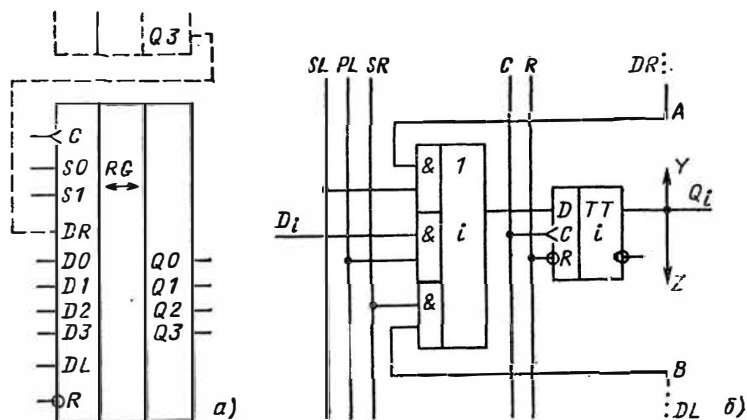 Q3
C
S0
S1
RG
DR
D0 Q0
D1 Q1
D2 Q2
D3 Q3
DL
R
а)
SL PL SR C R DR
A
& 1
Y
Qi
Di
& i
D TT
C i
R
Z
&
B
DL
б)